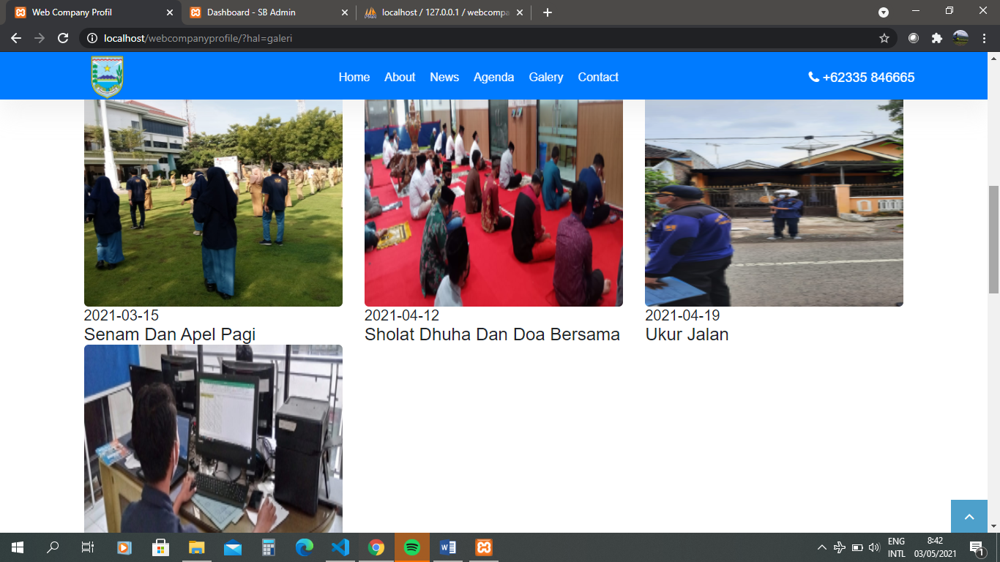 Web Company Profil
Dashboard - SB Admin
localhost / 127.0.0.1 / webcompa
localhost/webcompanyprofile/?hal=galeri
Home About News Agenda Galery Contact
+62335 846665
2021-03-15
Senam Dan Apel Pagi
2021-04-12
Sholat Dhuha Dan Doa Bersama
2021-04-19
Ukur Jalan
ENG
INTL
8:42
03/05/2021
1